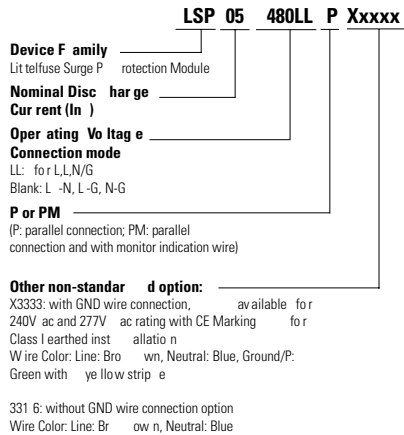 LSP 05 480LL P Xxxxx
Device F amily
Lit telfuse Surge P rotection Module
Nominal Disc har ge
Cur rent (In )
Oper ating Vo ltag e
Connection mode
LL: fo r L,L,N/G
Blank: L -N, L -G, N-G
P or PM
(P: parallel connection; PM: parallel
connection and with monitor indication wire)
Other non-standar d option:
X3333: with GND wire connection, av ailable fo r
240V ac and 277V ac rating with CE Marking fo r
Class I earthed inst allatio n
W ire Color: Line: Bro wn, Neutral: Blue, Ground/P:
Green with ye llow strip e
331 6: without GND wire connection option
Wire Color: Line: Br ow n, Neutral: Blue